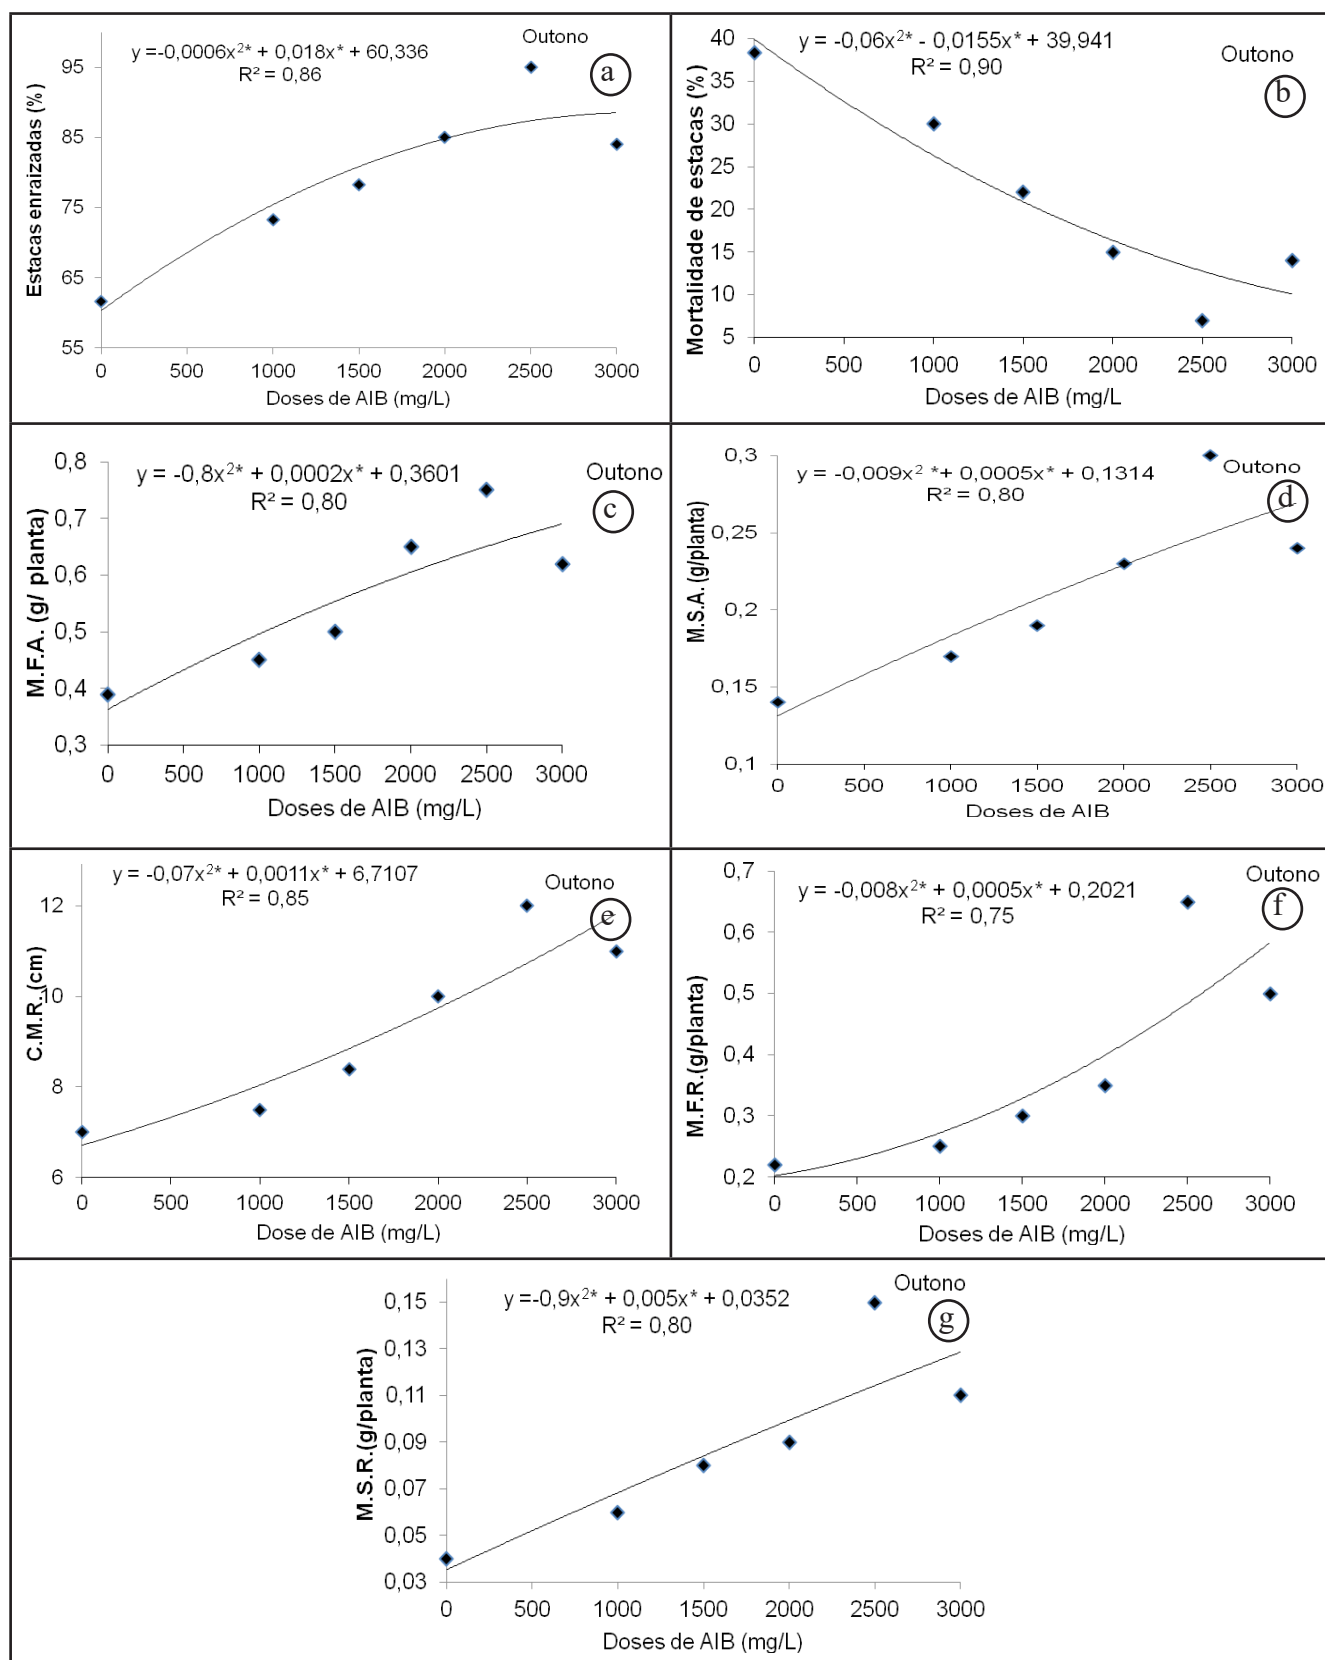 y =-0,0006x²* + 0,018x* + 60,336
R² = 0,86
Outono
a
Estacas enraizadas (%)
95
85
75
65
55
0 500 1000 1500 2000 2500 3000
Doses de AIB (mg/L)
y = -0,06x²* - 0,0155x* + 39,941
R² = 0,90
Outono
b
Mortalidade de estacas (%)
40
35
30
25
20
15
10
5
0 500 1000 1500 2000 2500 3000
Doses de AIB (mg/L
y = -0,8x²* + 0,0002x* + 0,3601
R² = 0,80
Outono
c
M.F.A. (g/ planta)
0,8
0,7
0,6
0,5
0,4
0,3
0 500 1000 1500 2000 2500 3000
Doses de AIB (mg/L)
y = -0,009x² *+ 0,0005x* + 0,1314
R² = 0,80
Outono
d
M.S.A. (g/planta)
0,3
0,25
0,2
0,15
0,1
0 500 1000 1500 2000 2500 3000
Doses de AIB
y = -0,07x²* + 0,0011x* + 6,7107
R² = 0,85
Outono
e
C.M.R. (cm)
12
10
8
6
0 500 1000 1500 2000 2500 3000
Dose de AIB (mg/L)
y = -0,008x²* + 0,0005x* + 0,2021
R² = 0,75
Outono
f
M.F.R.(g/planta)
0,7
0,6
0,5
0,4
0,3
0,2
0 500 1000 1500 2000 2500 3000
Doses de AIB (mg/L)
y =-0,9x²* + 0,005x* + 0,0352
R² = 0,80
Outono
g
M.S.R.(g/planta)
0,15
0,13
0,11
0,09
0,07
0,05
0,03
0 500 1000 1500 2000 2500 3000
Doses de AIB (mg/L)